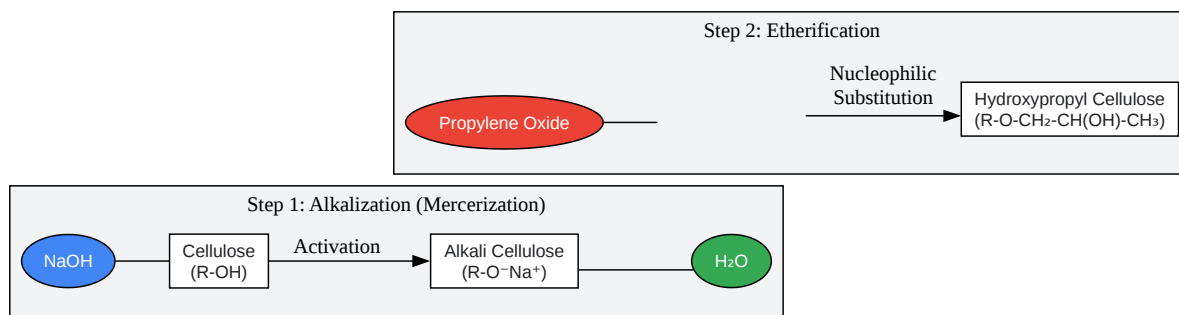 Step 2: Etherification
Nucleophilic
Substitution
Propylene Oxide
Hydroxypropyl Cellulose
(R-O-CH₂-CH(OH)-CH₃)
Step 1: Alkalization (Mercerization)
NaOH
Cellulose
(R-OH)
Activation
Alkali Cellulose
(R-O⁻Na⁺)
H₂O